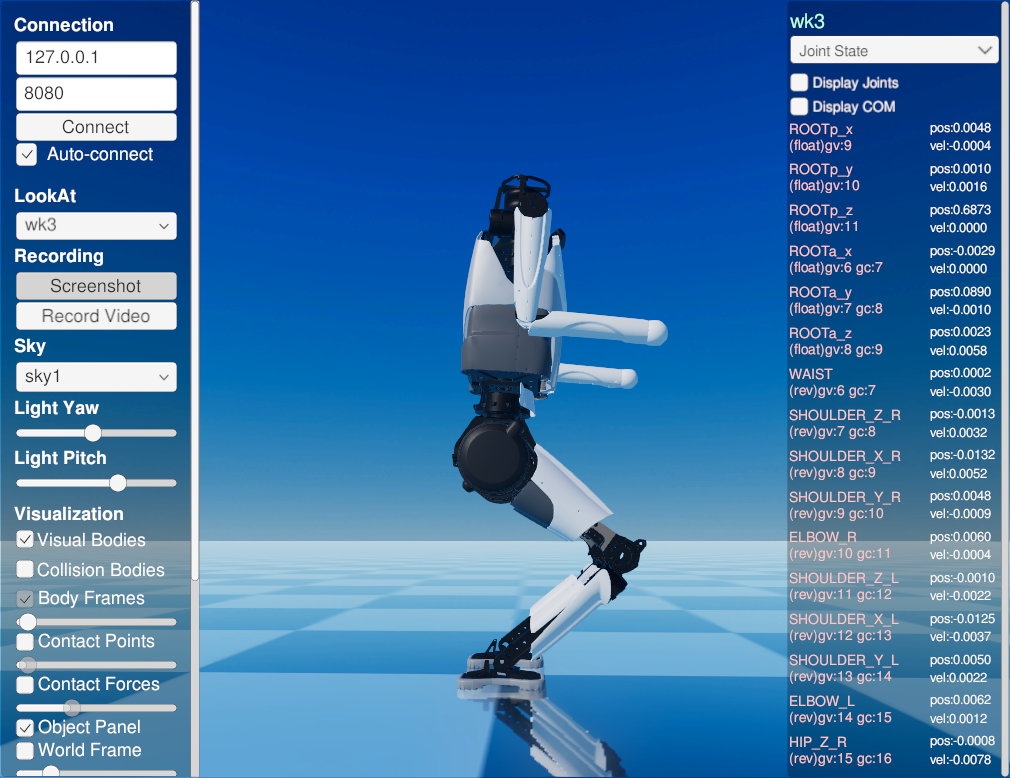 Connection
127.0.0.1
8080
Connect
Auto-connect
LookAt
wk3
Recording
Screenshot
Record Video
Sky
sky1
Light Yaw
Light Pitch
Visualization
Visual Bodies
Collision Bodies
Body Frames
Contact Points
Contact Forces
Object Panel
World Frame
wk3
Joint State
Display Joints
Display COM
ROOTp_x pos:0.0048
(float)gv:9 vel:-0.0004
ROOTp_y pos:0.0010
(float)gv:10 vel:0.0016
ROOTp_z pos:0.6873
(float)gv:11 vel:0.0000
ROOTa_x pos:-0.0029
(float)gv:6 gc:7 vel:0.0000
ROOTa_y pos:0.0890
(float)gv:7 gc:8 vel:-0.0010
ROOTa_z pos:0.0023
(float)gv:8 gc:9 vel:0.0058
WAIST pos:0.0002
(rev)gv:6 gc:7 vel:-0.0030
SHOULDER_Z_R pos:-0.0013
(rev)gv:7 gc:8 vel:0.0032
SHOULDER_X_R pos:-0.0132
(rev)gv:8 gc:9 vel:0.0052
SHOULDER_Y_R pos:0.0048
(rev)gv:9 gc:10 vel:-0.0009
ELBOW_R pos:0.0060
(rev)gv:10 gc:11 vel:-0.0004
SHOULDER_Z_L pos:-0.0010
(rev)gv:11 gc:12 vel:-0.0022
SHOULDER_X_L pos:-0.0125
(rev)gv:12 gc:13 vel:-0.0037
SHOULDER_Y_L pos:0.0050
(rev)gv:13 gc:14 vel:0.0022
ELBOW_L pos:0.0062
(rev)gv:14 gc:15 vel:0.0012
HIP_Z_R pos:-0.0008
(rev)gv:15 gc:16 vel:-0.0078